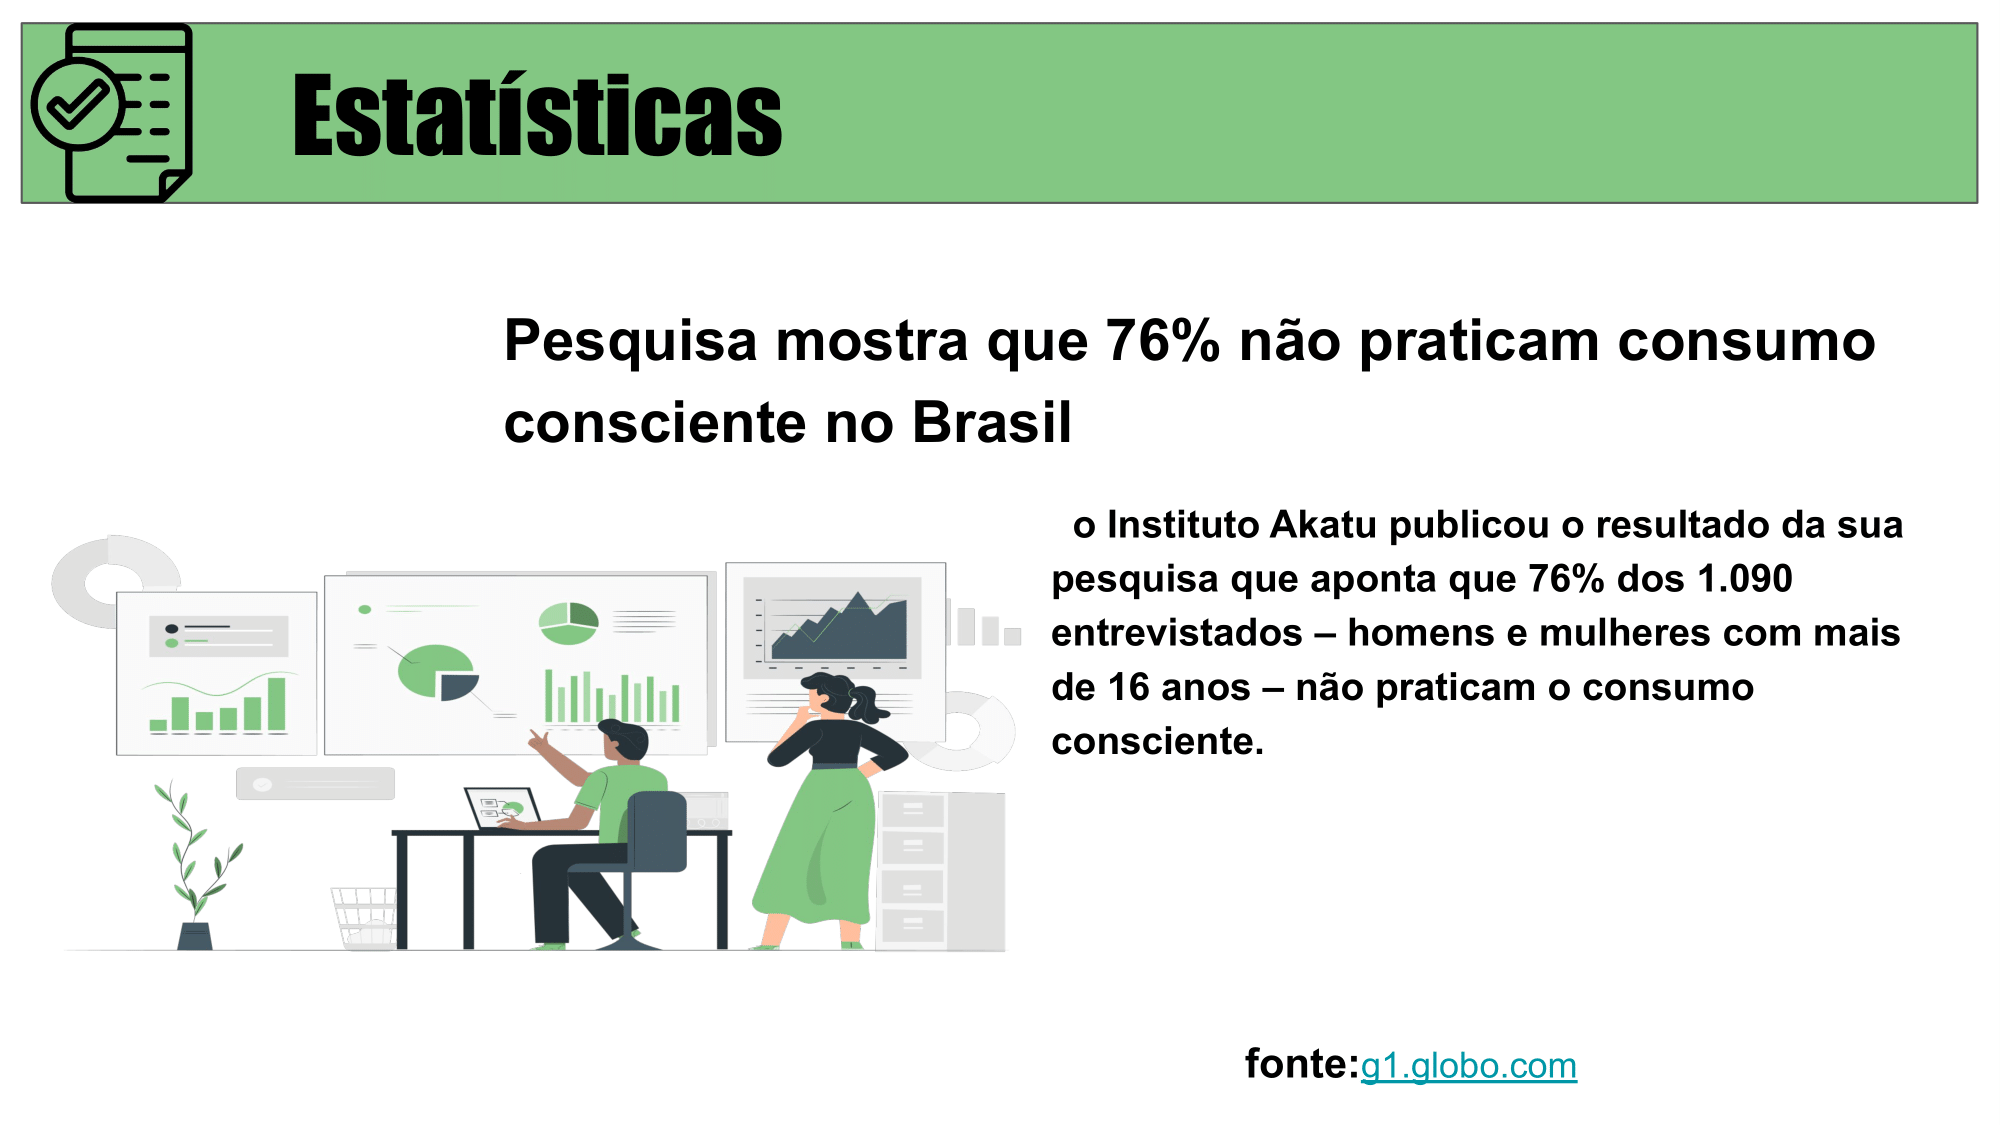 Estatísticas
Pesquisa mostra que 76% não praticam consumo
consciente no Brasil
o Instituto Akatu publicou o resultado da sua
pesquisa que aponta que 76% dos 1.090
entrevistados – homens e mulheres com mais
de 16 anos – não praticam o consumo
consciente.
fonte:g1.globo.com